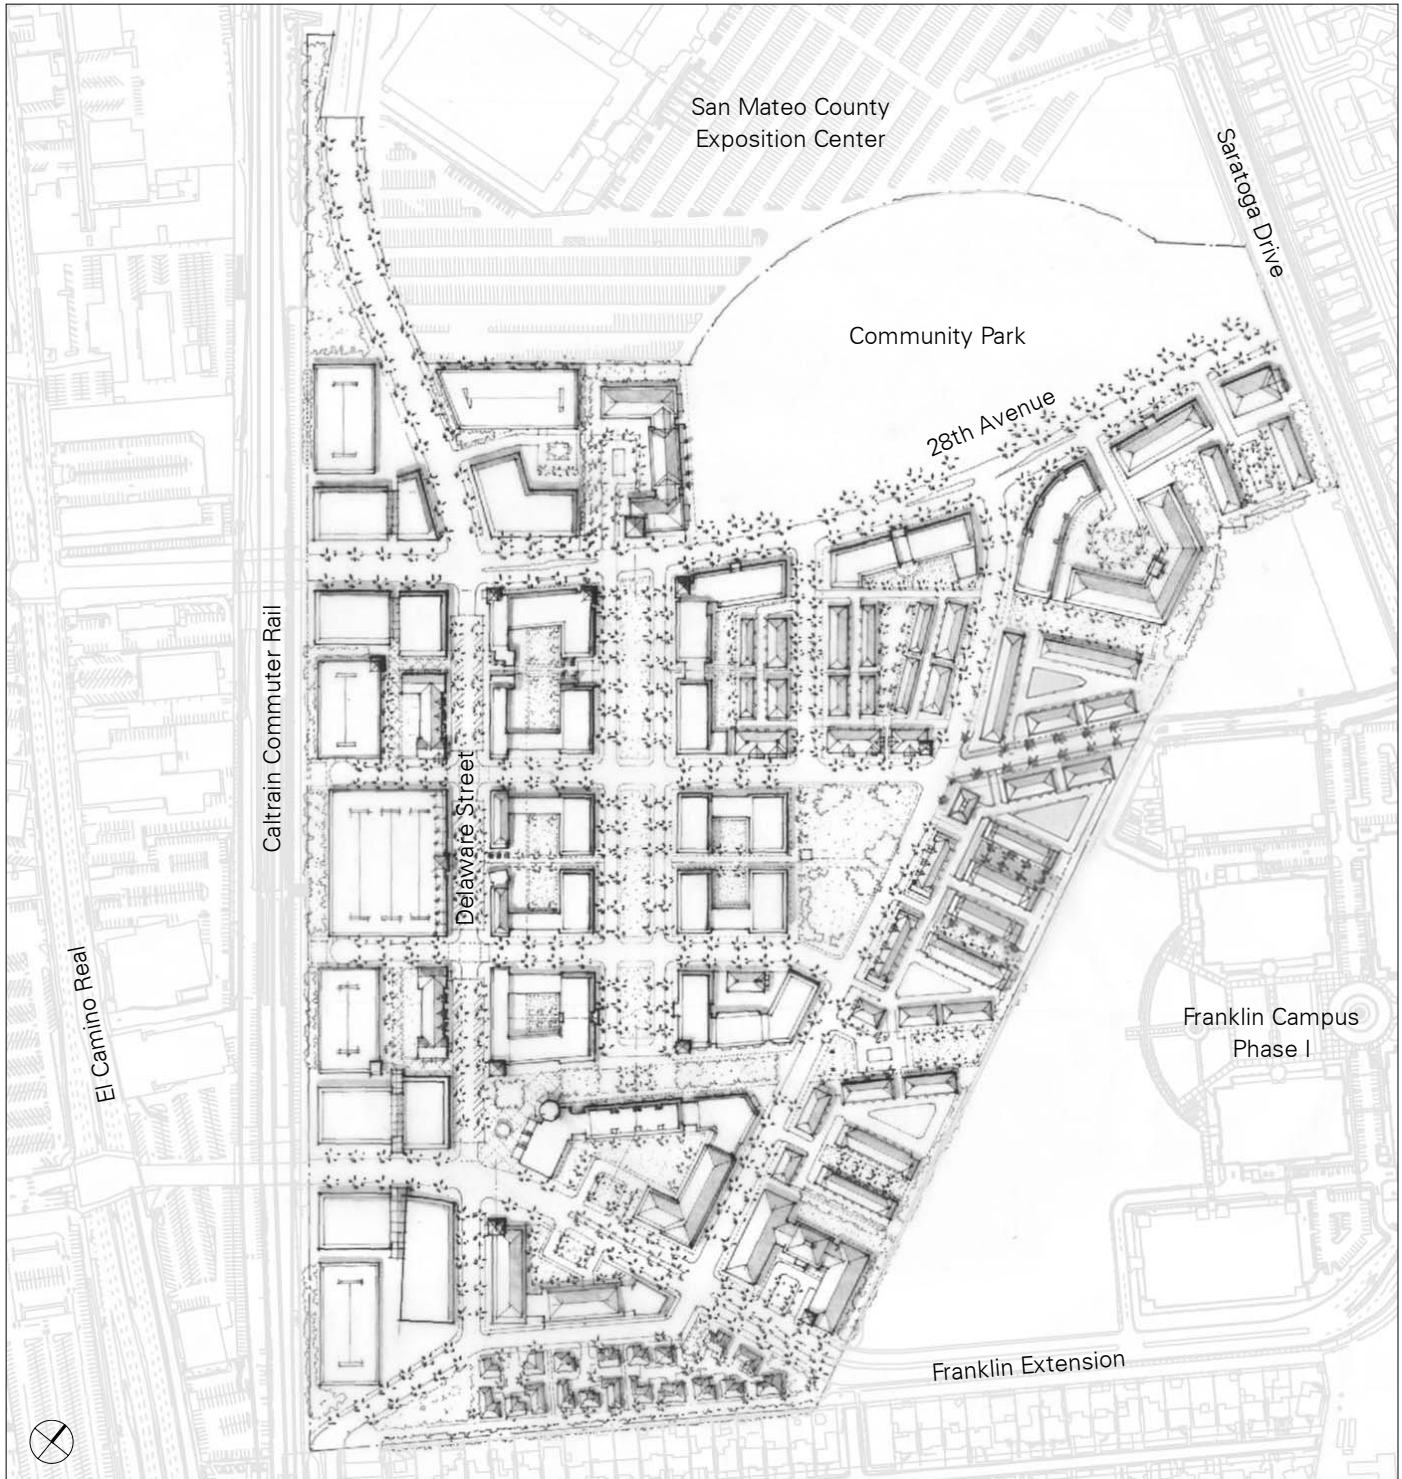 San Mateo County
Exposition Center
Saratoga Drive
Community Park
28th Avenue
Caltrain Commuter Rail
Delaware Street
El Camino Real
Franklin Campus
Phase I
Franklin Extension